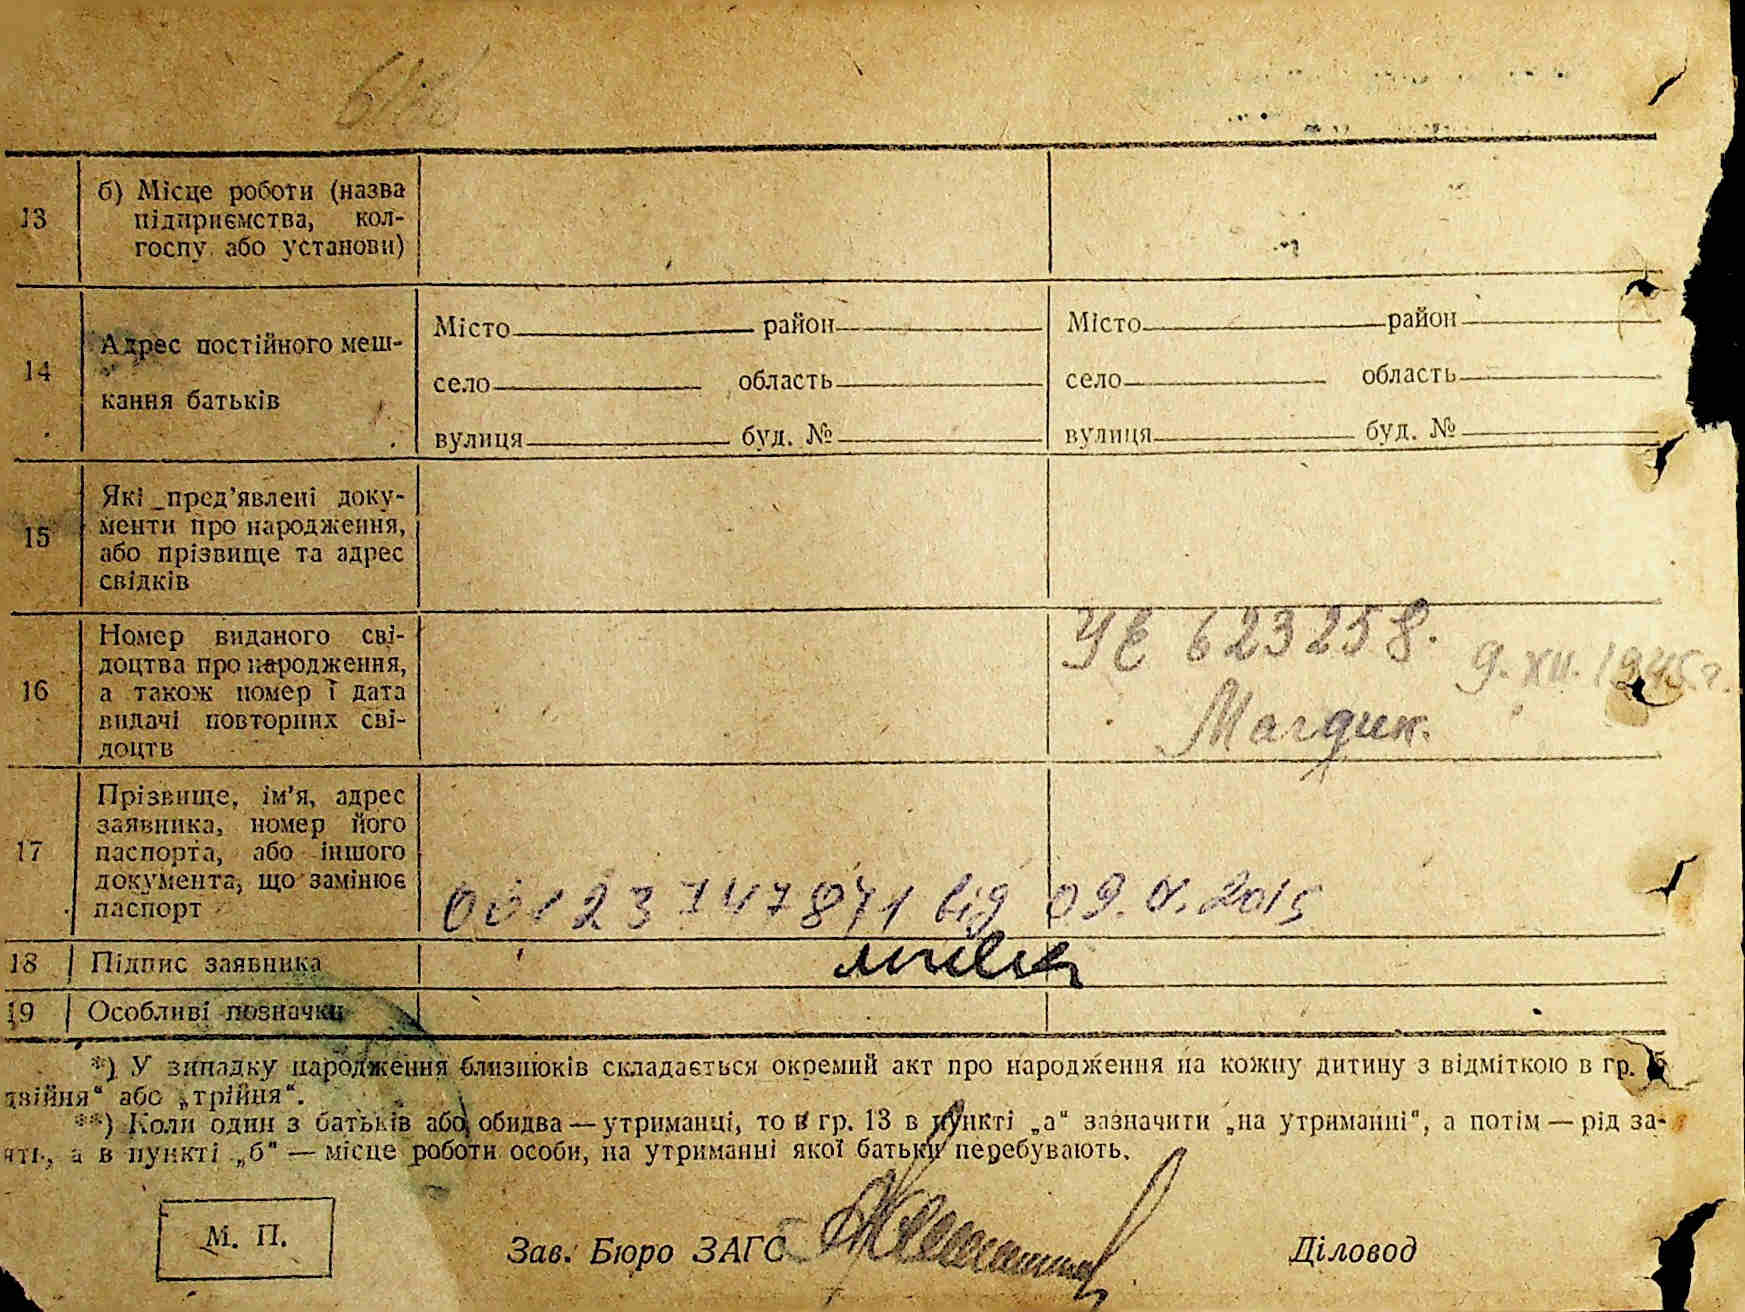 13
б) Місце роботи (назва
підприємства, кол-
госпу або установи)
14
Адрес постійного меш-
кання батьків
Місто район
село область
вулиця буд. №
Місто район
село область
вулиця буд. №
15
Які пред'явлені доку-
менти про народження,
або прізвище та адрес
свідків
16
Номер виданого сві-
доцтва про народження,
а також номер і дата
видачі повторних сві-
доцтв
УЕ 623258.
9. XII. 1945 г.
17
Прізвище, ім'я, адрес
заявника, номер його
паспорта, або іншого
документа, що замінює
паспорт
00123747871 від 09.V.2015
18 Підпис заявника
19 Особливі позначки
*) У випадку народження близнюків складається окремий акт про народження на кожну дитину з відміткою в гр.
двійня“ або „трійня“.
**) Коли один з батьків або обидва — утриманці, то в гр. 13 в пункті „а“ зазначити „на утриманні“, а потім — рід за-
яті, а в пункті „б“ — місце роботи особи, на утриманні якої батьки перебувають.
М. П.
Зав. Бюро ЗАГС
Діловод